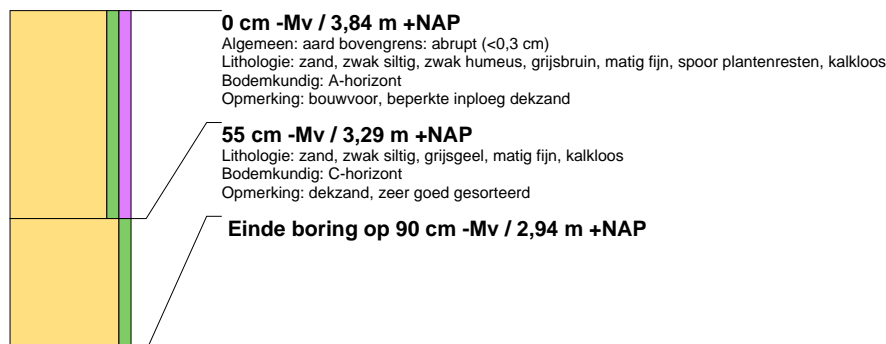 0 cm -Mv / 3,84 m +NAP
Algemeen: aard bovengrens: abrupt (<0,3 cm)
Lithologie: zand, zwak siltig, zwak humeus, grijsbruin, matig fijn, spoor plantenresten, kalkloos
Bodemkundig: A-horizont
Opmerking: bouwvoor, beperkte inploeg dekzand
55 cm -Mv / 3,29 m +NAP
Lithologie: zand, zwak siltig, grijsgeel, matig fijn, kalkloos
Bodemkundig: C-horizont
Opmerking: dekzand, zeer goed gesorteerd
Einde boring op 90 cm -Mv / 2,94 m +NAP